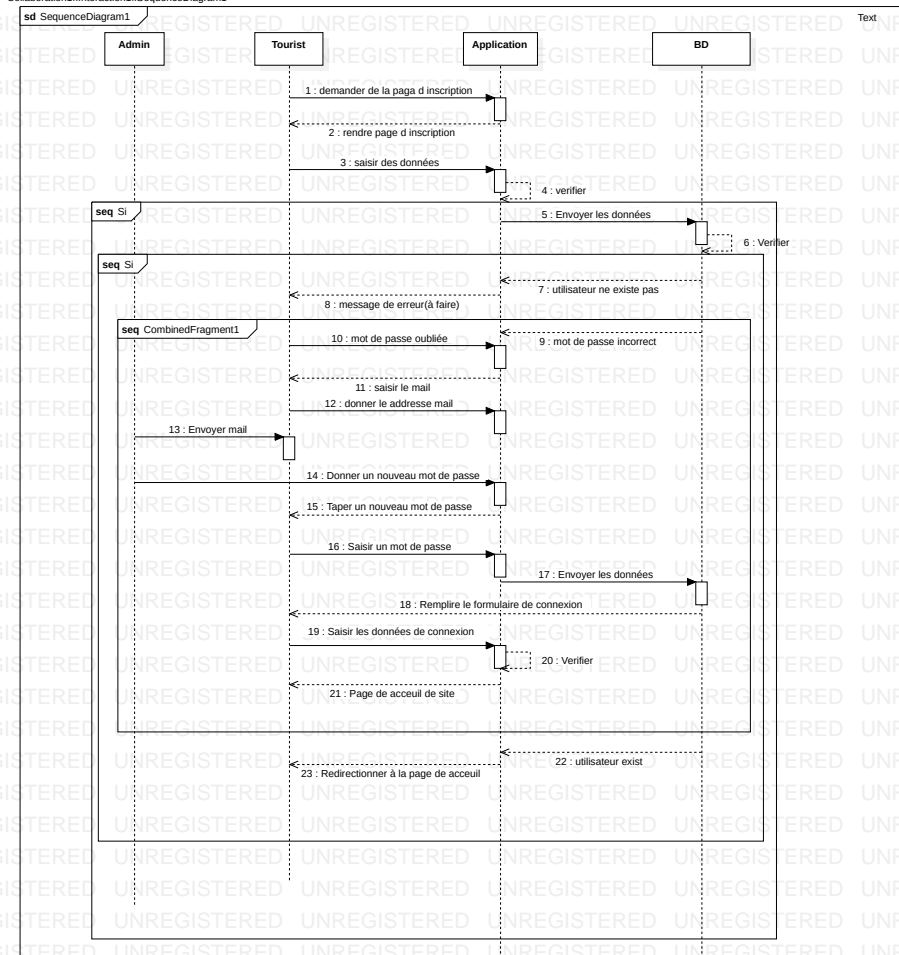 sd SequenceDiagram1
Text
Admin
Tourist
Application
BD
1 : demander de la paga d inscription
2 : rendre page d inscription
3 : saisir des données
4 : verifier
seq Si
5 : Envoyer les données
6 : Verifier
seq Si
7 : utilisateur ne existe pas
8 : message de erreur(à faire)
seq CombinedFragment1
9 : mot de passe incorrect
10 : mot de passe oubliée
11 : saisir le mail
12 : donner le addresse mail
13 : Envoyer mail
14 : Donner un nouveau mot de passe
15 : Taper un nouveau mot de passe
16 : Saisir un mot de passe
17 : Envoyer les données
18 : Remplire le formulaire de connexion
19 : Saisir les données de connexion
20 : Verifier
21 : Page de acceuil de site
22 : utilisateur exist
23 : Redirectionner à la page de acceuil
UNREGISTERED